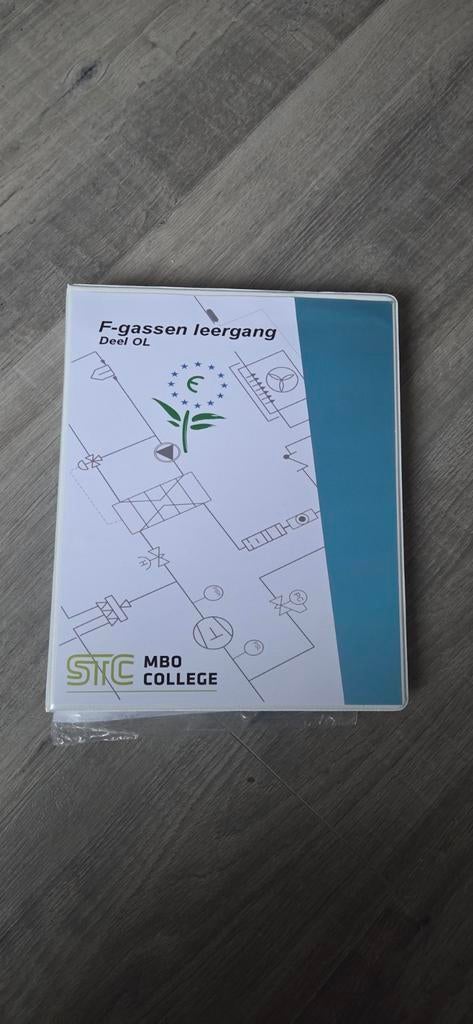 F-gassen leergang
Deel OL
STC MBO
COLLEGE